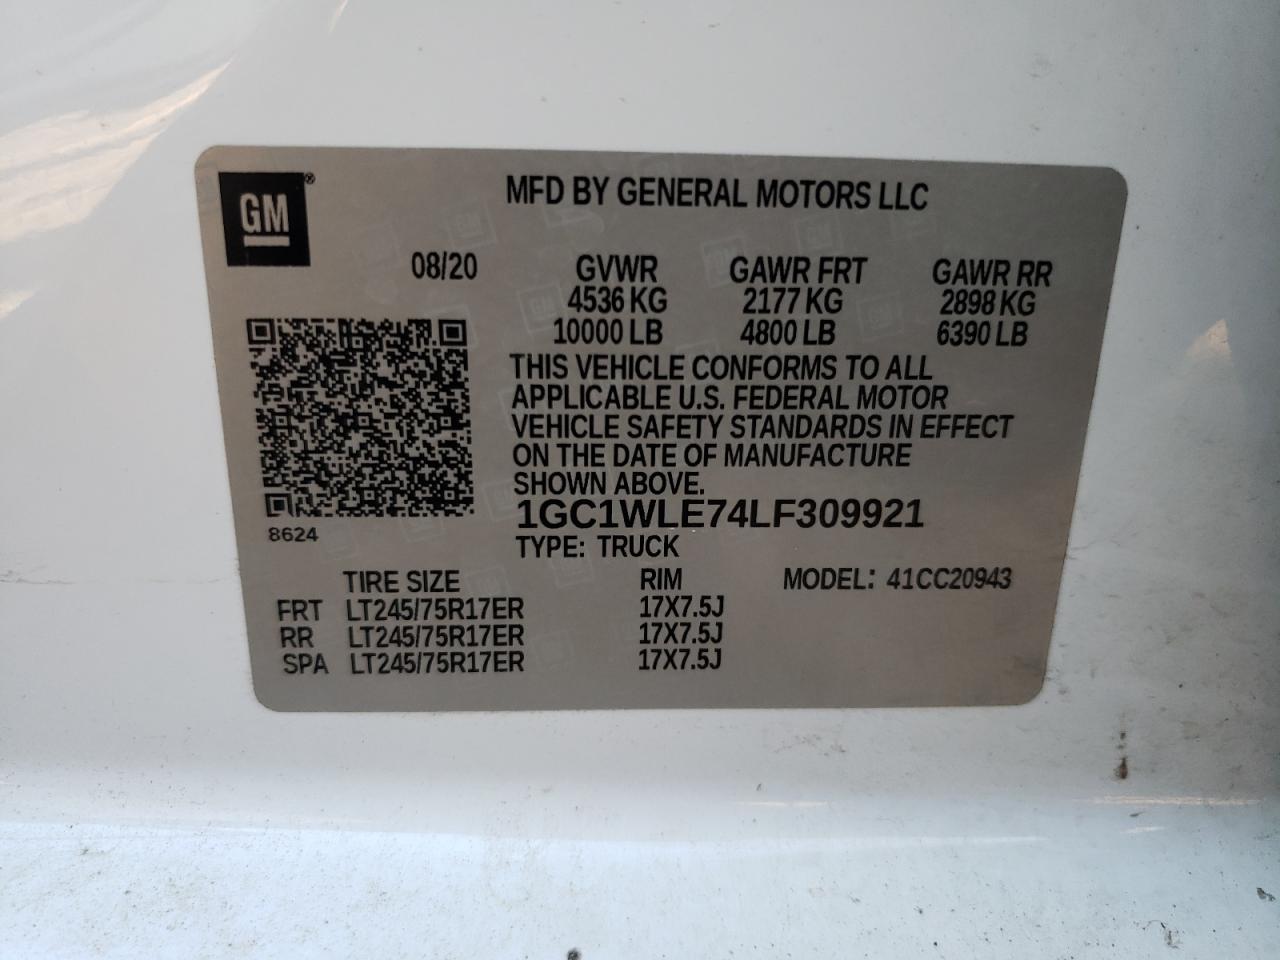 GM®
MFD BY GENERAL MOTORS LLC
08/20 GVWR GAWR FRT GAWR RR
4536 KG 2177 KG 2898 KG
10000 LB 4800 LB 6390 LB
THIS VEHICLE CONFORMS TO ALL
APPLICABLE U.S. FEDERAL MOTOR
VEHICLE SAFETY STANDARDS IN EFFECT
ON THE DATE OF MANUFACTURE
SHOWN ABOVE.
1GC1WLE74LF309921
8624
TYPE: TRUCK
TIRE SIZE RIM MODEL: 41CC20943
FRT LT245/75R17ER 17X7.5J
RR LT245/75R17ER 17X7.5J
SPA LT245/75R17ER 17X7.5J